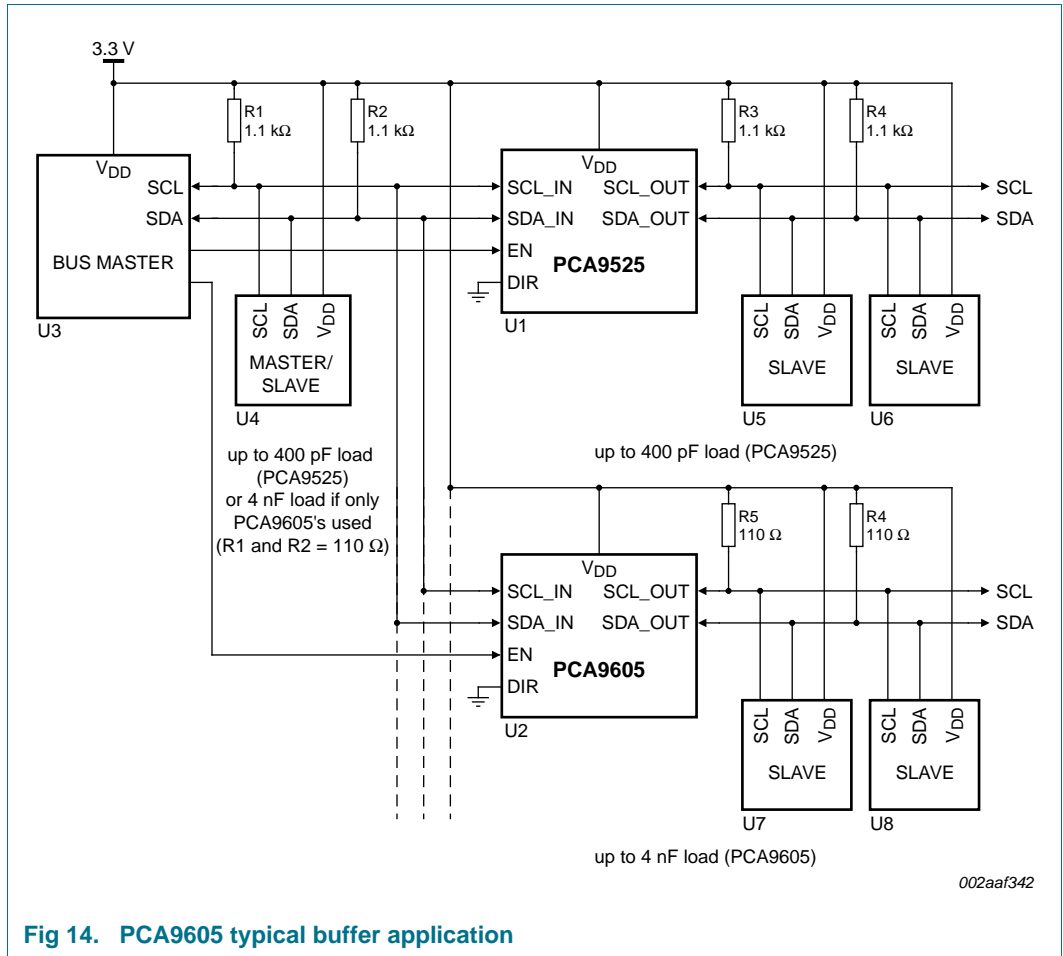 3.3 V
R1
1.1 kΩ
R2
1.1 kΩ
R3
1.1 kΩ
R4
1.1 kΩ
VDD
SCL
SDA
BUS MASTER
U3
VDD
SCL_IN SCL_OUT
SDA_IN SDA_OUT
EN
PCA9525
DIR
U1
SCL
SDA
SCL
SDA
VDD
MASTER/
SLAVE
U4
SCL
SDA
VDD
SLAVE
U5
SCL
SDA
VDD
SLAVE
U6
up to 400 pF load
(PCA9525)
or 4 nF load if only
PCA9605's used
(R1 and R2 = 110 Ω)
up to 400 pF load (PCA9525)
R5
110 Ω
R4
110 Ω
VDD
SCL_IN SCL_OUT
SDA_IN SDA_OUT
EN
PCA9605
DIR
U2
SCL
SDA
SCL
SDA
VDD
SLAVE
U7
SCL
SDA
VDD
SLAVE
U8
up to 4 nF load (PCA9605)
002aaf342
Fig 14. PCA9605 typical buffer application